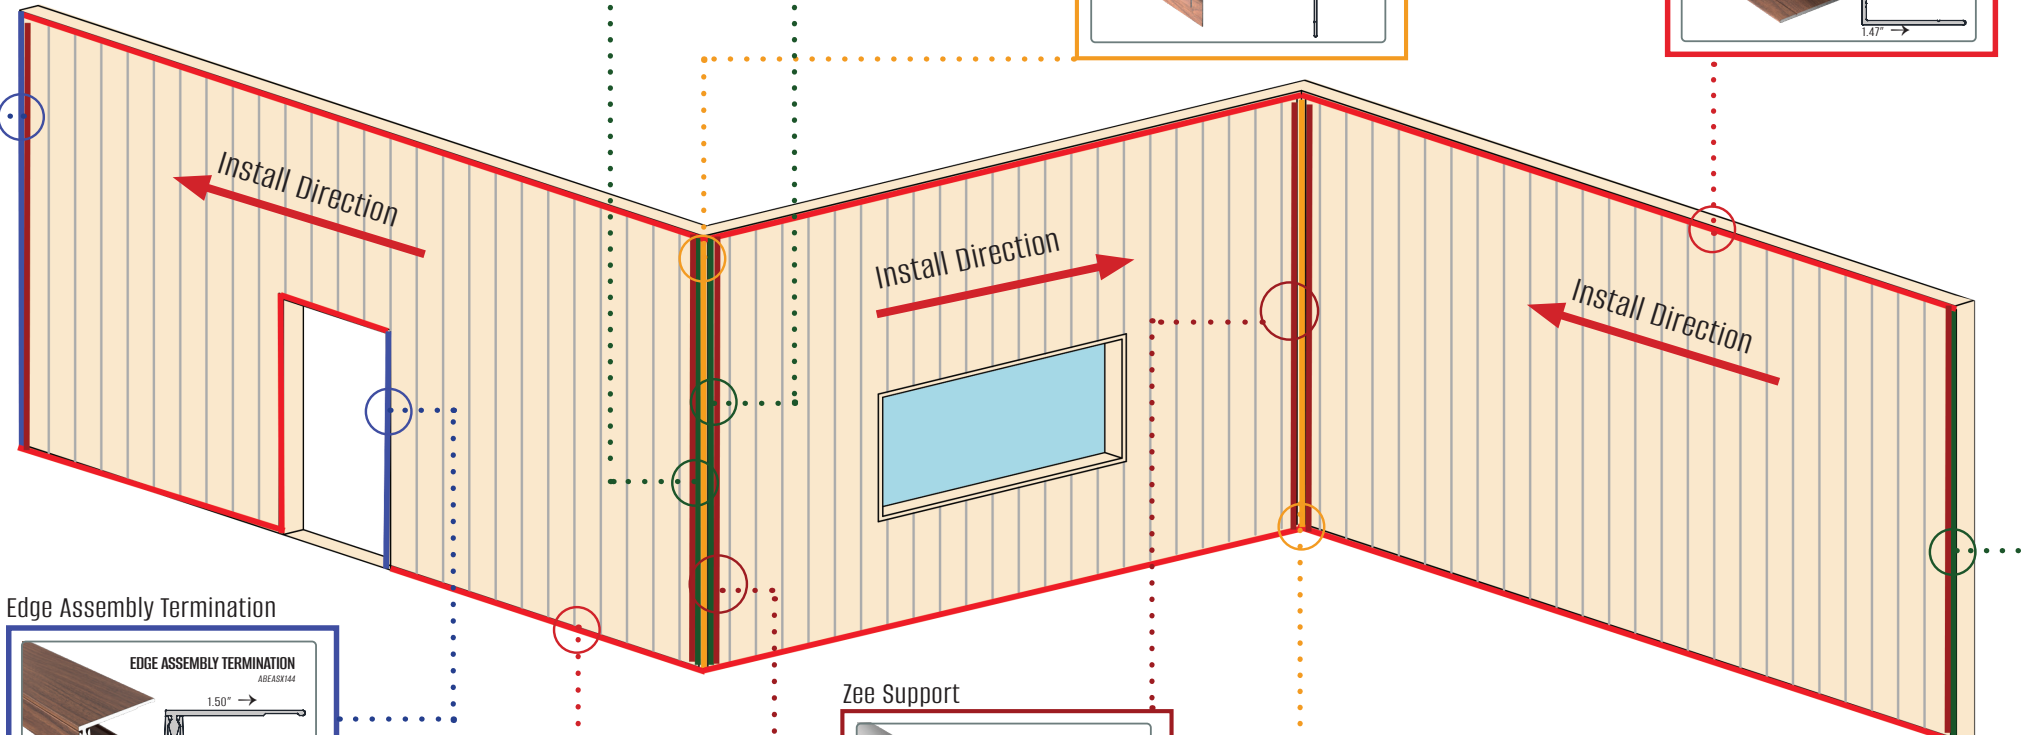 1.47"
Install Direction
Install Direction
Install Direction
Edge Assembly Termination
EDGE ASSEMBLY TERMINATION
ABEASX144
1.50"
Zee Support